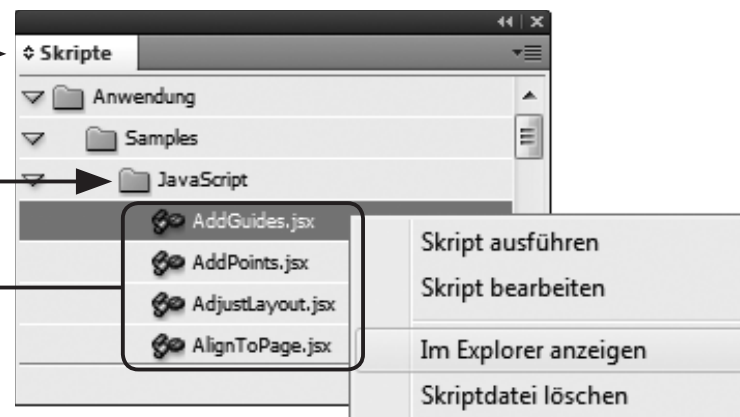 Skripte
Anwendung
Samples
JavaScript
AddGuides.jsx
AddPoints.jsx
AdjustLayout.jsx
AlignToPage.jsx
Skript ausführen
Skript bearbeiten
Im Explorer anzeigen
Skriptdatei löschen